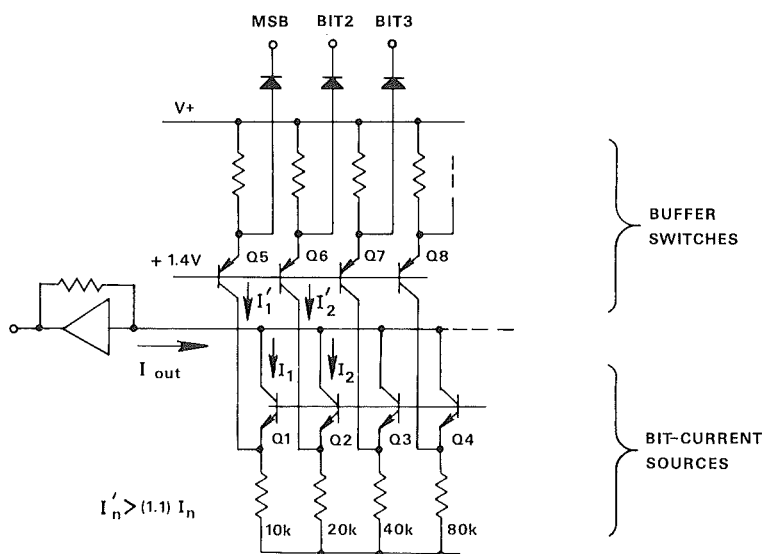 MSB BIT2 BIT3
V+
BUFFER
SWITCHES
+ 1.4V Q5 Q6 Q7 Q8
I'1 I'2
I out
I1 I2
Q1 Q2 Q3 Q4
BIT-CURRENT
SOURCES
I'n > (1.1) In
10k 20k 40k 80k